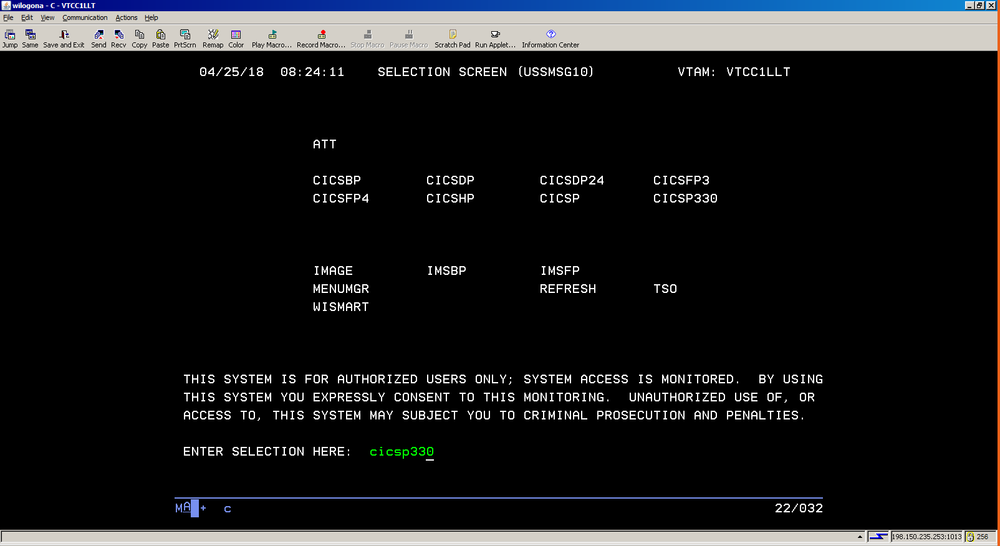 wilogona - C - VTCC1LLT
File Edit View Communication Actions Help
Jump Same Save and Exit Send Recv Copy Paste PrtScrn Remap Color Play Macro... Record Macro... Stop Macro Pause Macro Scratch Pad Run Applet... Information Center
04/25/18 08:24:11 SELECTION SCREEN (USSMSG10) VTAM: VTCC1LLT
ATT
CICSBP CICSDP CICSDP24 CICSFP3
CICSFP4 CICSHP CICSP CICSP330
IMAGE IMSBP IMSFP
MENUMGR REFRESH TSO
WISMART
THIS SYSTEM IS FOR AUTHORIZED USERS ONLY; SYSTEM ACCESS IS MONITORED. BY USING
THIS SYSTEM YOU EXPRESSLY CONSENT TO THIS MONITORING. UNAUTHORIZED USE OF, OR
ACCESS TO, THIS SYSTEM MAY SUBJECT YOU TO CRIMINAL PROSECUTION AND PENALTIES.
ENTER SELECTION HERE: cicsp330
MA + c 22/032
198.150.235.253:1013 256